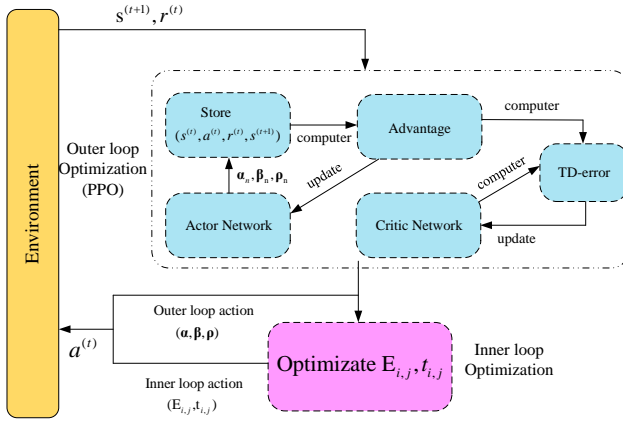 s^{(t+1)}, r^{(t)}
Environment
Outer loop
Optimization
(PPO)
Store
(s^{(t)}, a^{(t)}, r^{(t)}, s^{(t+1)})
computer
Advantage
computer
α_n, β_n, ρ_n
update
computer
TD-error
Actor Network
Critic Network
update
Outer loop action
(α, β, ρ)
a^{(t)}
Optimizate E_{i,j}, t_{i,j}
Inner loop
Optimization
Inner loop action
(E_{i,j}, t_{i,j})